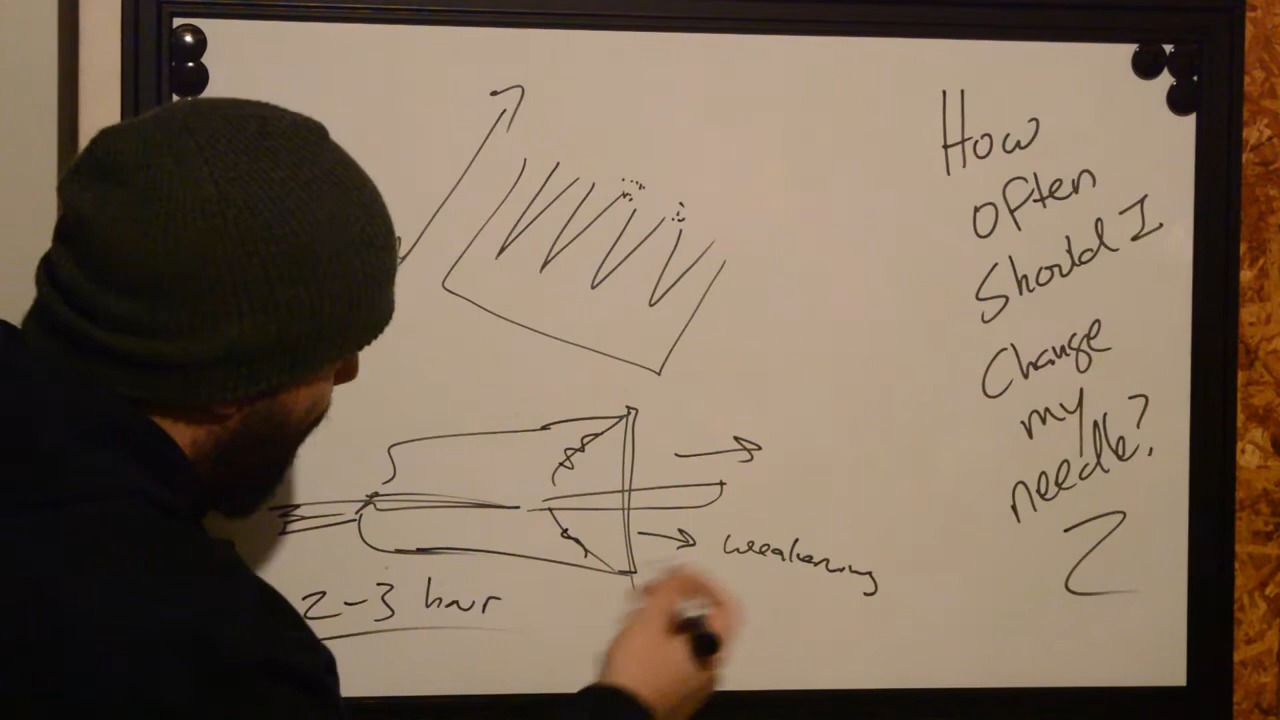 How
often
Should I
Change
my
needle?
weakening
2-3 hour